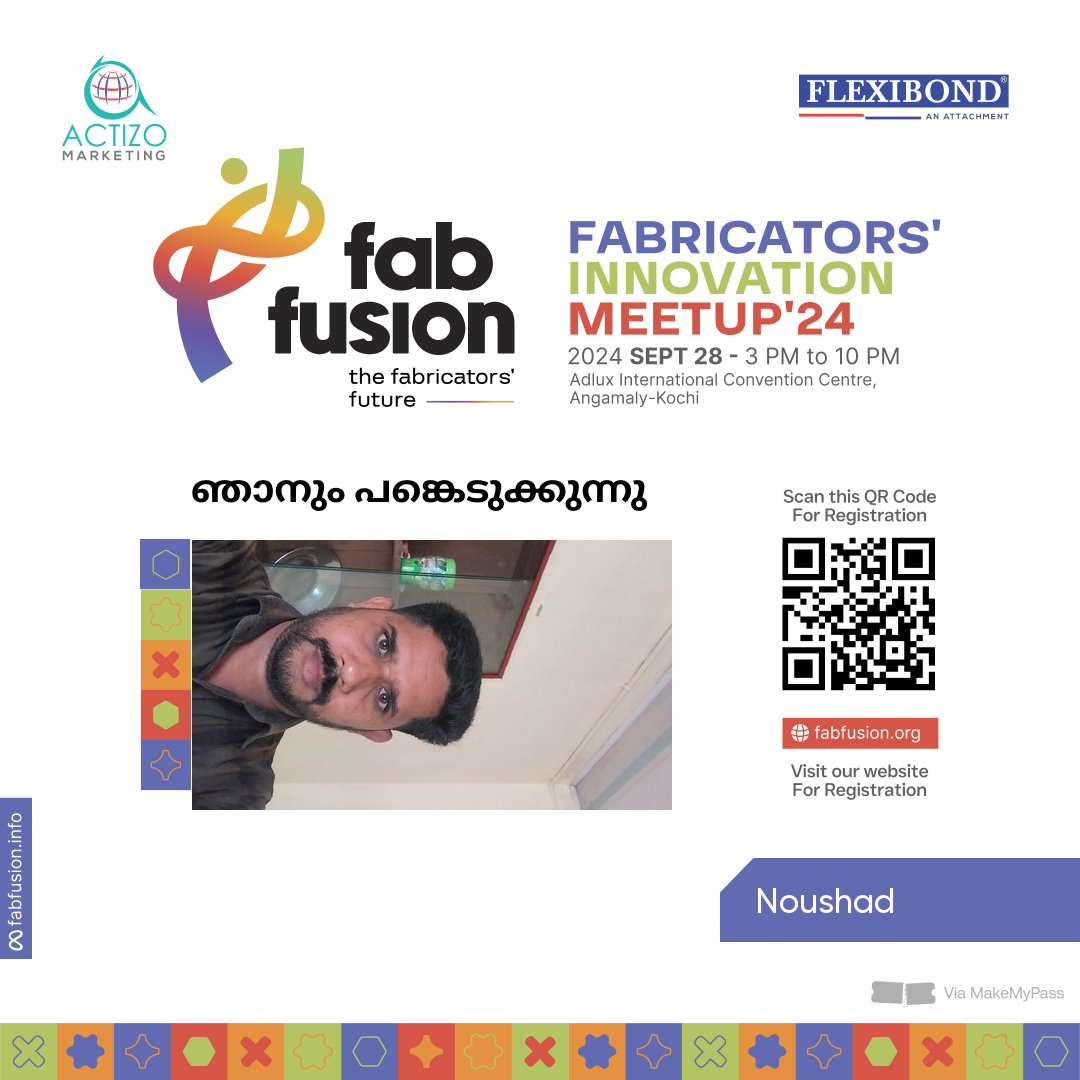 ACTIZO
MARKETING
FLEXIBOND®
AN ATTACHMENT
fab
fusion
the fabricators'
future
FABRICATORS'
INNOVATION
MEETUP'24
2024 SEPT 28 - 3 PM to 10 PM
Adlux International Convention Centre,
Angamaly-Kochi
ഞാനും പങ്കെടുക്കുന്നു
Scan this QR Code
For Registration
fabfusion.org
Visit our website
For Registration
fabfusion.info
Noushad
Via MakeMyPass